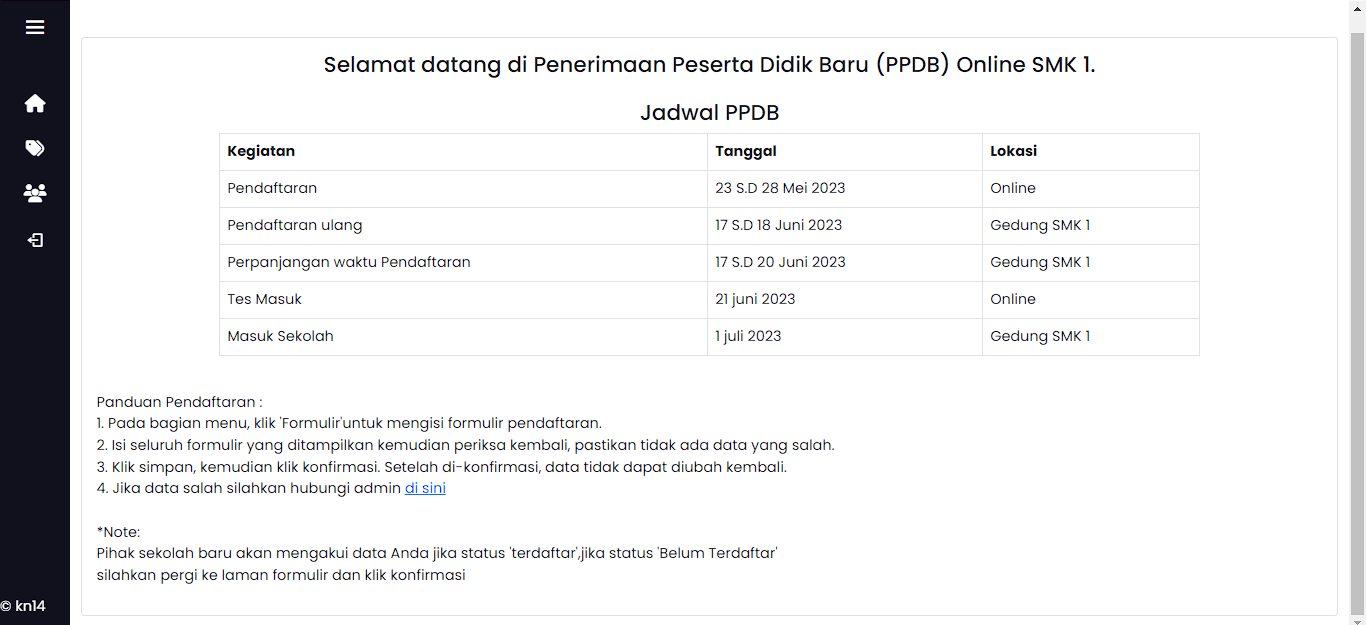 Selamat datang di Penerimaan Peserta Didik Baru (PPDB) Online SMK 1.
Jadwal PPDB
Kegiatan Tanggal Lokasi
Pendaftaran 23 S.D 28 Mei 2023 Online
Pendaftaran ulang 17 S.D 18 Juni 2023 Gedung SMK 1
Perpanjangan waktu Pendaftaran 17 S.D 20 Juni 2023 Gedung SMK 1
Tes Masuk 21 juni 2023 Online
Masuk Sekolah 1 juli 2023 Gedung SMK 1
Panduan Pendaftaran :
1. Pada bagian menu, klik 'Formulir'untuk mengisi formulir pendaftaran.
2. Isi seluruh formulir yang ditampilkan kemudian periksa kembali, pastikan tidak ada data yang salah.
3. Klik simpan, kemudian klik konfirmasi. Setelah di-konfirmasi, data tidak dapat diubah kembali.
4. Jika data salah silahkan hubungi admin di sini
*Note:
Pihak sekolah baru akan mengakui data Anda jika status 'terdaftar',jika status 'Belum Terdaftar'
silahkan pergi ke laman formulir dan klik konfirmasi
© kn14